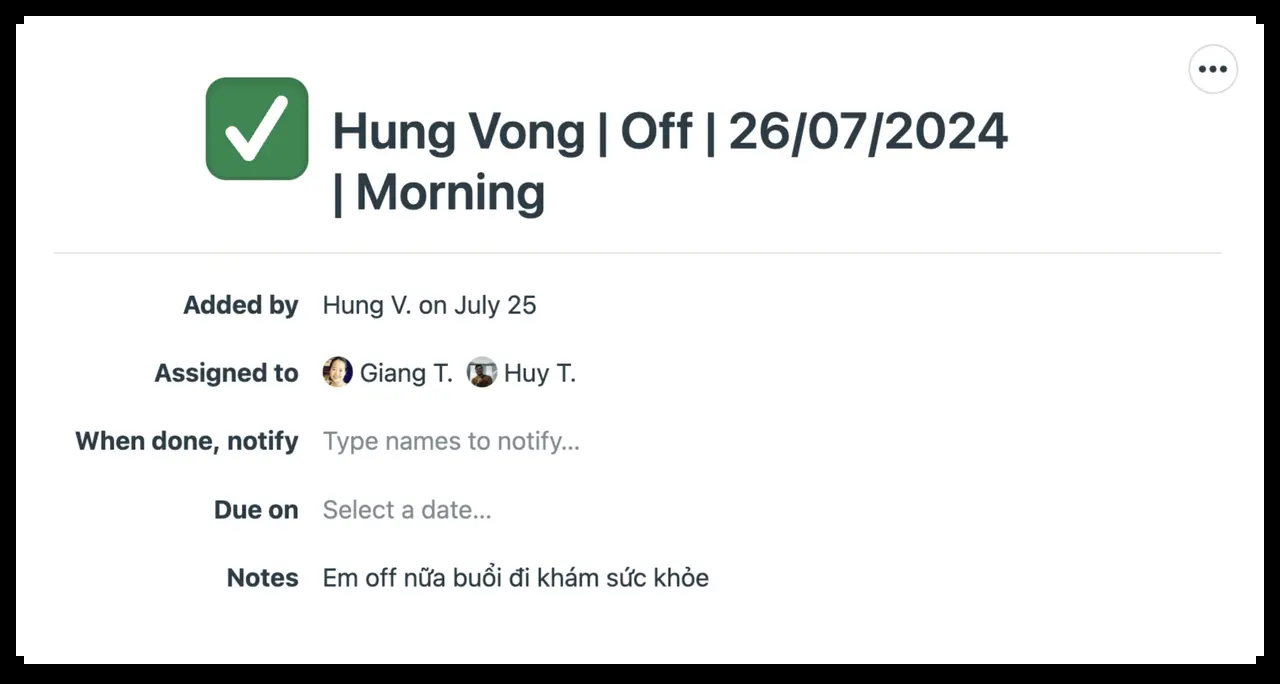 Hung Vong | Off | 26/07/2024
| Morning
Added by Hung V. on July 25
Assigned to Giang T. Huy T.
When done, notify Type names to notify...
Due on Select a date...
Notes Em off nữa buổi đi khám sức khỏe